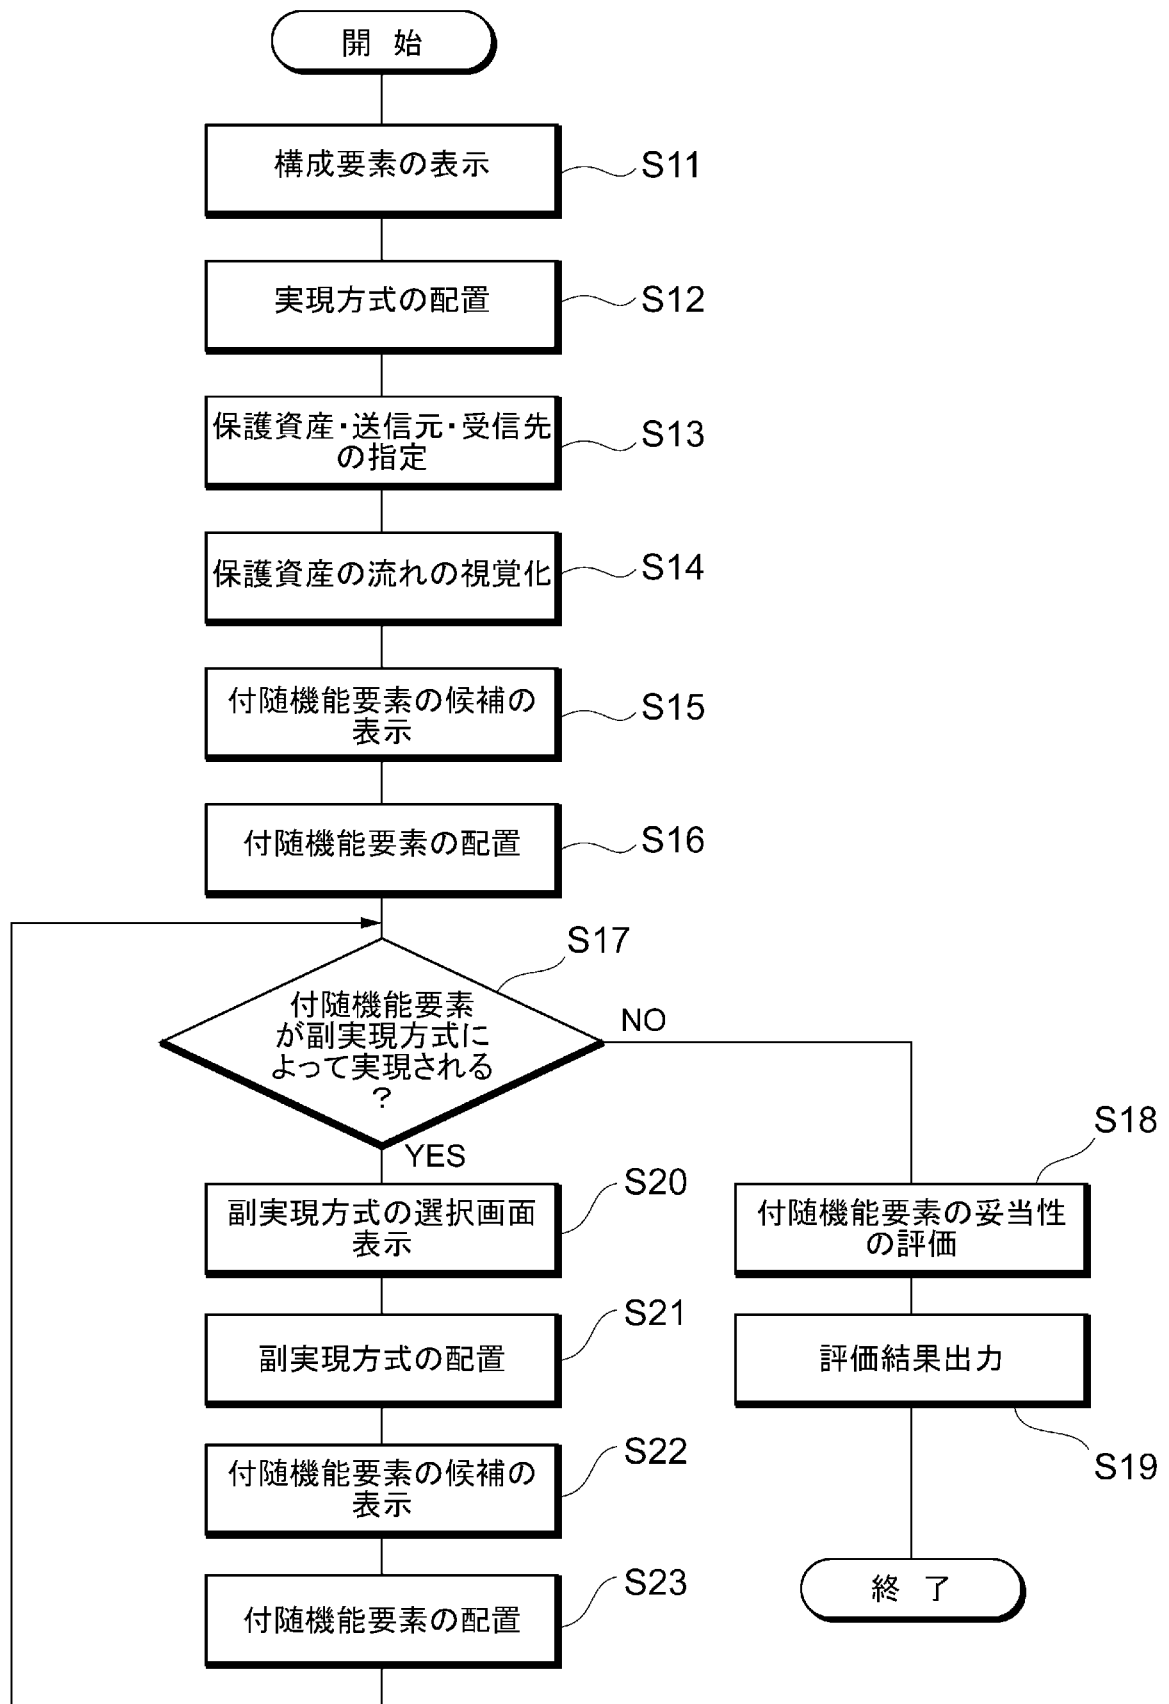 開 始
構成要素の表示
S11
実現方式の配置
S12
保護資産・送信元・受信先
の指定
S13
保護資産の流れの視覚化
S14
付随機能要素の候補の
表示
S15
付随機能要素の配置
S16
付随機能要素
が副実現方式に
よって実現される
?
S17
NO
YES
副実現方式の選択画面
表示
S20
副実現方式の配置
S21
付随機能要素の候補の
表示
S22
付随機能要素の配置
S23
S18
付随機能要素の妥当性
の評価
評価結果出力
S19
終 了